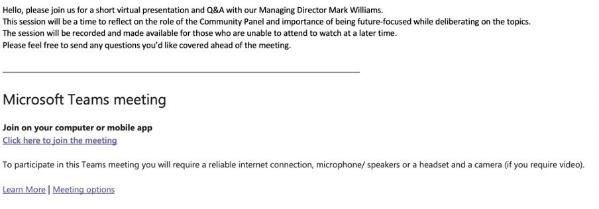 Hello, please join us for a short virtual presentation and Q&A with our Managing Director Mark Williams.
This session will be a time to reflect on the role of the Community Panel and importance of being future-focused while deliberating on the topics.
The session will be recorded and made available for those who are unable to attend to watch at a later time.
Please feel free to send any questions you'd like covered ahead of the meeting.
Microsoft Teams meeting
Join on your computer or mobile app
Click here to join the meeting
To participate in this Teams meeting you will require a reliable internet connection, microphone/ speakers or a headset and a camera (if you require video).
Learn More | Meeting options